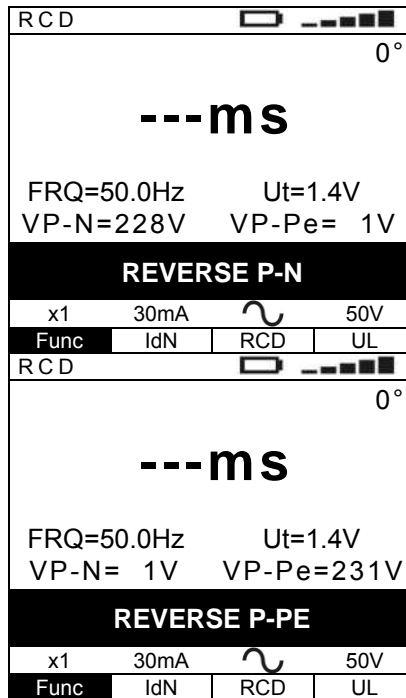 RCD
0°
---ms
FRQ=50.0Hz Ut=1.4V
VP-N=228V VP-Pe= 1V
REVERSE P-N
x1 30mA 50V
Func IdN RCD UL
RCD
0°
---ms
FRQ=50.0Hz Ut=1.4V
VP-N= 1V VP-Pe=231V
REVERSE P-PE
x1 30mA 50V
Func IdN RCD UL